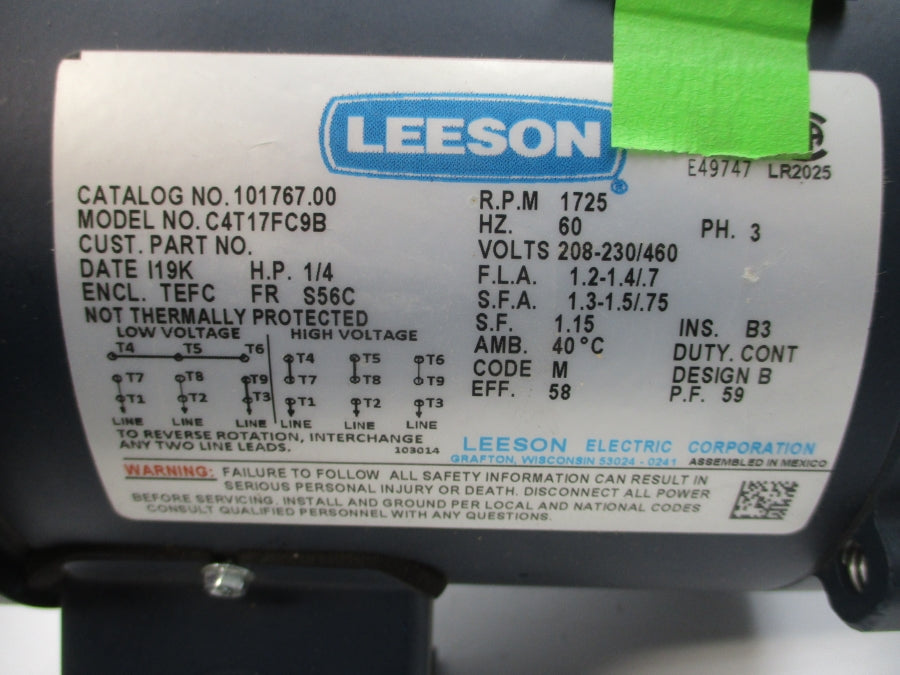 LEESON®
E49747 LR2025
CATALOG NO. 101767.00
MODEL NO. C4T17FC9B
CUST. PART NO.
DATE I19K H.P. 1/4
ENCL. TEFC FR S56C
NOT THERMALLY PROTECTED
R.P.M 1725
HZ. 60 PH. 3
VOLTS 208-230/460
F.L.A. 1.2-1.4/.7
S.F.A. 1.3-1.5/.75
S.F. 1.15 INS. B3
AMB. 40°C DUTY. CONT
CODE M DESIGN B
EFF. 58 P.F. 59
LOW VOLTAGE HIGH VOLTAGE
T4 T5 T6 T4 T5 T6
T7 T8 T9 T7 T8 T9
T1 T2 T3 T1 T2 T3
LINE LINE LINE LINE LINE LINE
TO REVERSE ROTATION, INTERCHANGE
ANY TWO LINE LEADS. 103014
LEESON ELECTRIC CORPORATION
GRAFTON, WISCONSIN 53024 - 0241 ASSEMBLED IN MEXICO
WARNING: FAILURE TO FOLLOW ALL SAFETY INFORMATION CAN RESULT IN
SERIOUS PERSONAL INJURY OR DEATH. DISCONNECT ALL POWER
BEFORE SERVICING. INSTALL AND GROUND PER LOCAL AND NATIONAL CODES
CONSULT QUALIFIED PERSONNEL WITH ANY QUESTIONS.